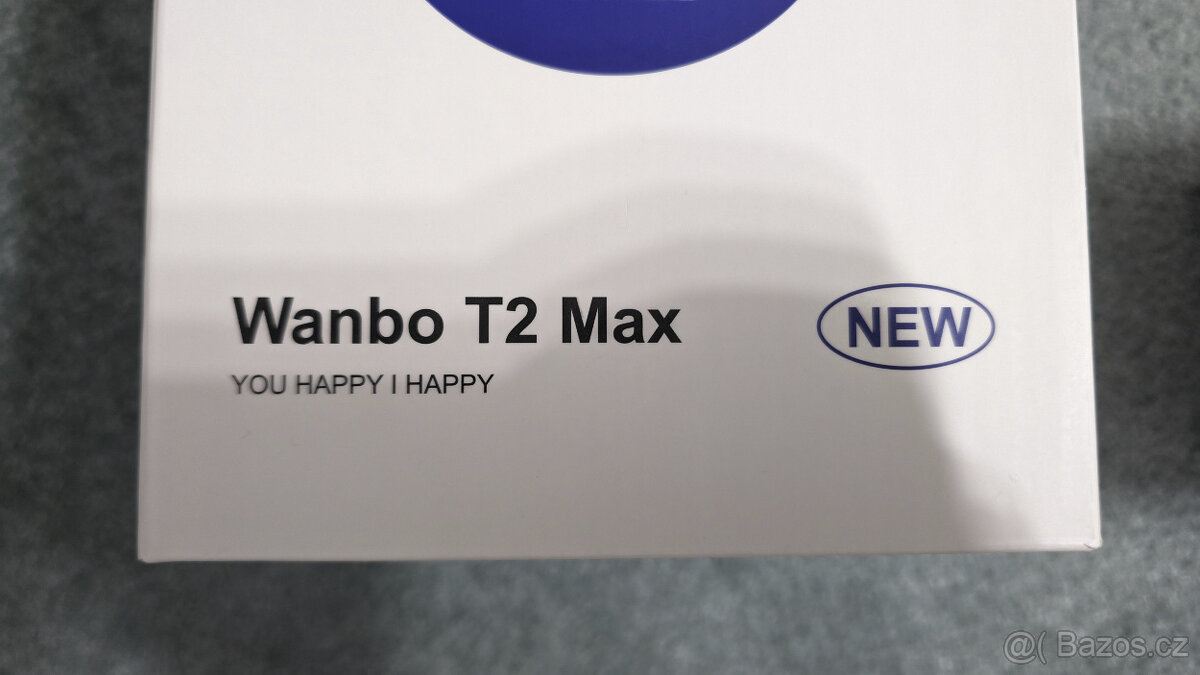 Wanbo T2 Max
NEW
YOU HAPPY I HAPPY
@( Bazos.cz